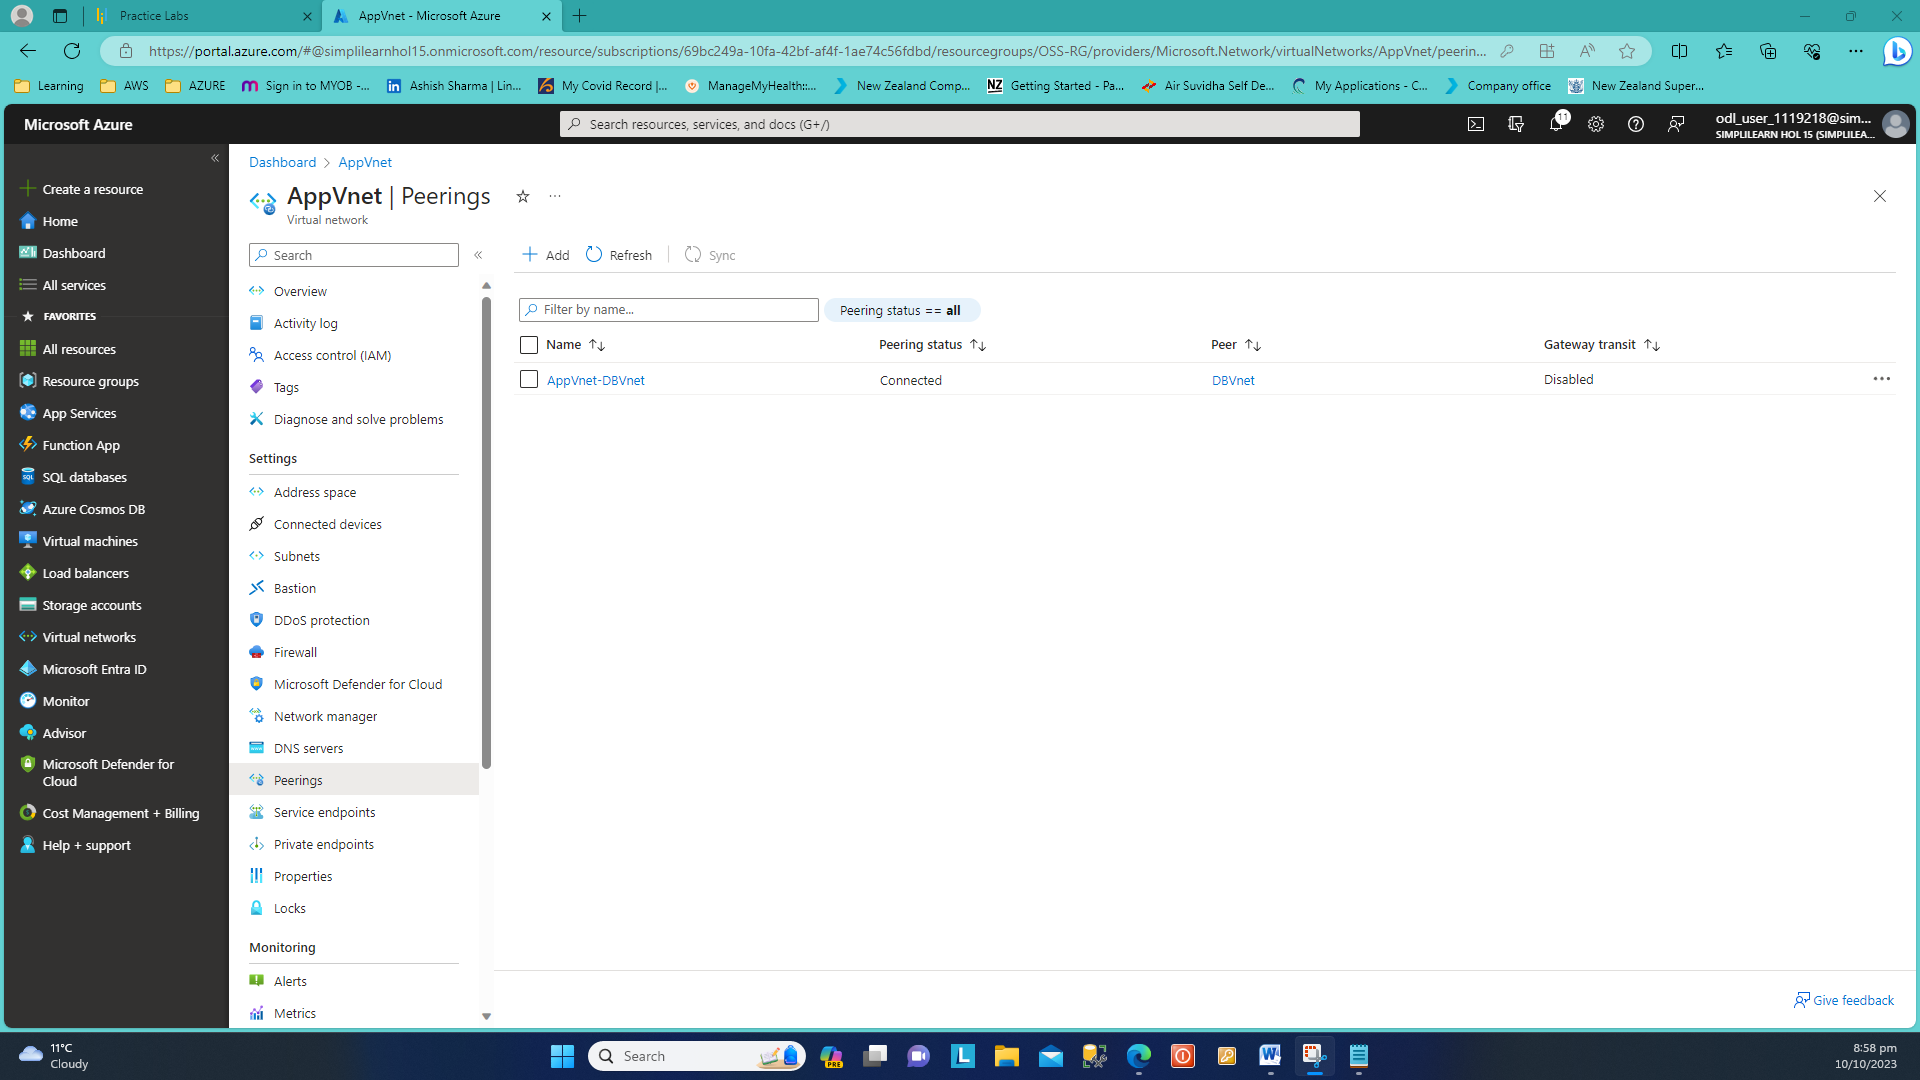 Practice Labs
AppVnet - Microsoft Azure
https://portal.azure.com/#@simplilearnhol15.onmicrosoft.com/resource/subscriptions/69bc249a-10fa-42bf-af4f-1ae74c56fdbd/resourcegroups/OSS-RG/providers/Microsoft.Network/virtualNetworks/AppVnet/peerin...
Learning
AWS
AZURE
Sign in to MYOB -...
Ashish Sharma | Lin...
My Covid Record |...
ManageMyHealth::...
New Zealand Comp...
NZ
Getting Started - Pa...
Air Suvidha Self De...
My Applications - C...
Company office
New Zealand Super...
Microsoft Azure
Search resources, services, and docs (G+/)
11
odl_user_1119218@sim...
SIMPLILEARN HOL 15 (SIMPLILEA...
Create a resource
Home
Dashboard
All services
FAVORITES
All resources
Resource groups
App Services
Function App
SQL databases
Azure Cosmos DB
Virtual machines
Load balancers
Storage accounts
Virtual networks
Microsoft Entra ID
Monitor
Advisor
Microsoft Defender for
Cloud
Cost Management + Billing
Help + support
Dashboard > AppVnet
AppVnet | Peerings
Virtual network
Search
Overview
Activity log
Access control (IAM)
Tags
Diagnose and solve problems
Settings
Address space
Connected devices
Subnets
Bastion
DDoS protection
Firewall
Microsoft Defender for Cloud
Network manager
DNS servers
Peerings
Service endpoints
Private endpoints
Properties
Locks
Monitoring
Alerts
Metrics
Add
Refresh
Sync
Filter by name...
Peering status == all
Name
Peering status
Peer
Gateway transit
AppVnet-DBVnet
Connected
DBVnet
Disabled
Give feedback
11°C
Cloudy
Search
PRE
L
W
8:58 pm
10/10/2023